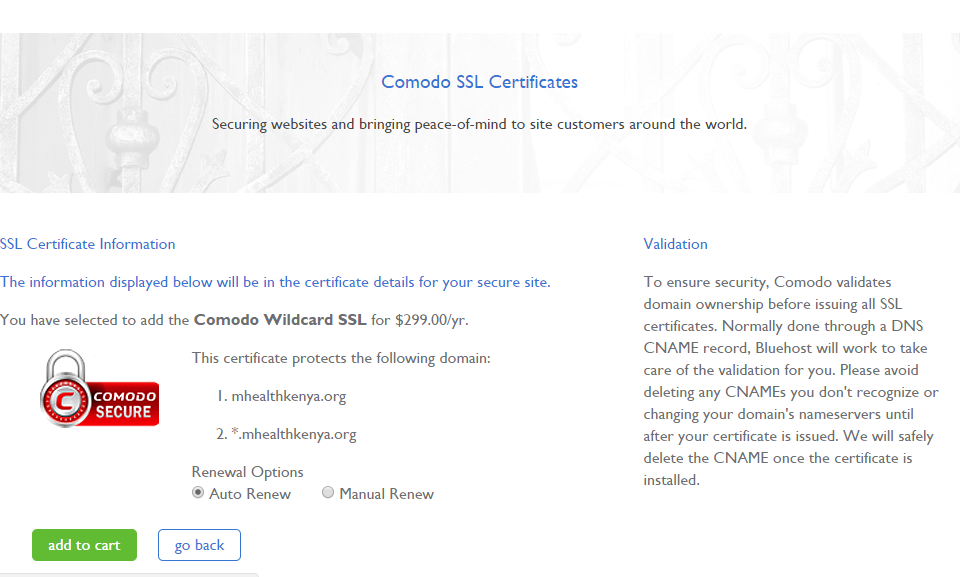 Comodo SSL Certificates
Securing websites and bringing peace-of-mind to site customers around the world.
SSL Certificate Information
The information displayed below will be in the certificate details for your secure site.
You have selected to add the Comodo Wildcard SSL for $299.00/yr.
C COMODO
SECURE
This certificate protects the following domain:
1. mhealthkenya.org
2. *.mhealthkenya.org
Renewal Options
Auto Renew Manual Renew
add to cart go back
Validation
To ensure security, Comodo validates
domain ownership before issuing all SSL
certificates. Normally done through a DNS
CNAME record, Bluehost will work to take
care of the validation for you. Please avoid
deleting any CNAMEs you don't recognize or
changing your domain's nameservers until
after your certificate is issued. We will safely
delete the CNAME once the certificate is
installed.